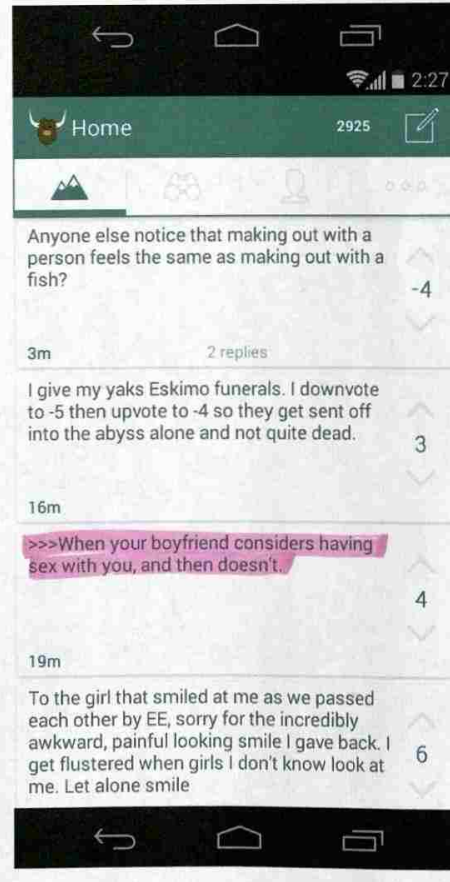 2:27
Home
2925
Anyone else notice that making out with a
person feels the same as making out with a
fish?
-4
3m
2 replies
I give my yaks Eskimo funerals. I downvote
to -5 then upvote to -4 so they get sent off
into the abyss alone and not quite dead.
3
16m
>>>When your boyfriend considers having
sex with you, and then doesn't.
4
19m
To the girl that smiled at me as we passed
each other by EE, sorry for the incredibly
awkward, painful looking smile I gave back. I
get flustered when girls I don't know look at
me. Let alone smile
6